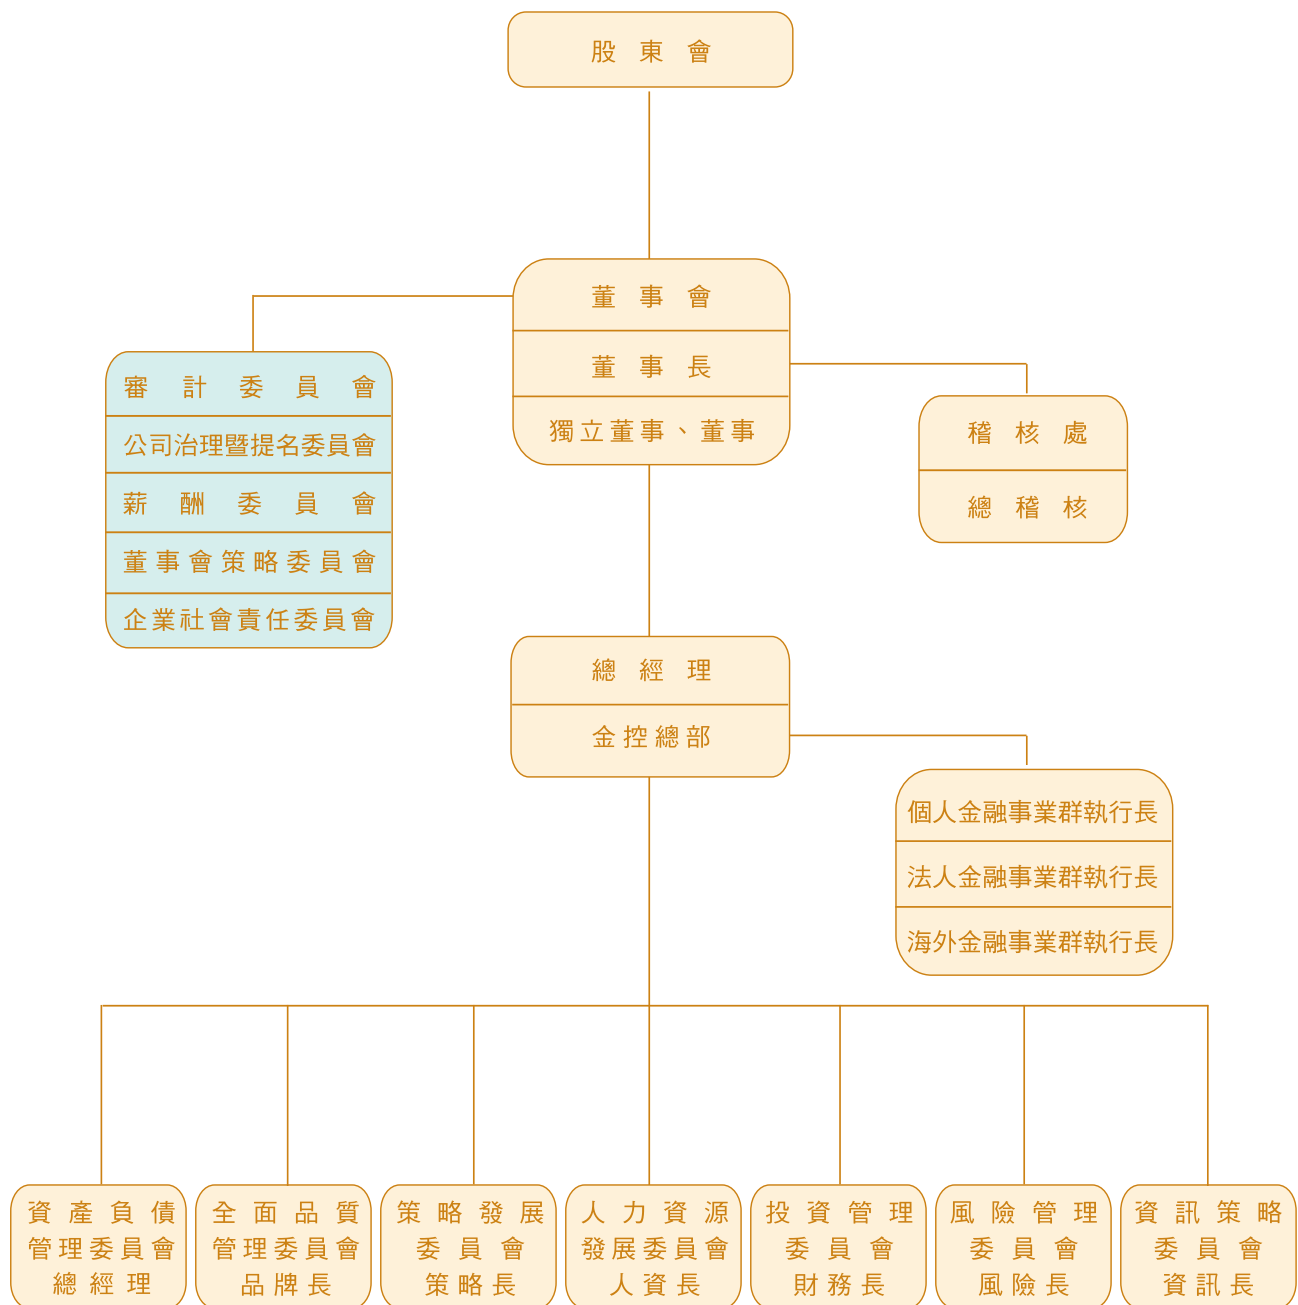 股東會
董事會
董事長
獨立董事、董事
審計委員會
公司治理暨提名委員會
薪酬委員會
董事會策略委員會
企業社會責任委員會
稽核處
總稽核
總經理
金控總部
個人金融事業群執行長
法人金融事業群執行長
海外金融事業群執行長
資產負債
管理委員會
總經理
全面品質
管理委員會
品牌長
策略發展
委員會
策略長
人力資源
發展委員會
人資長
投資管理
委員會
財務長
風險管理
委員會
風險長
資訊策略
委員會
資訊長